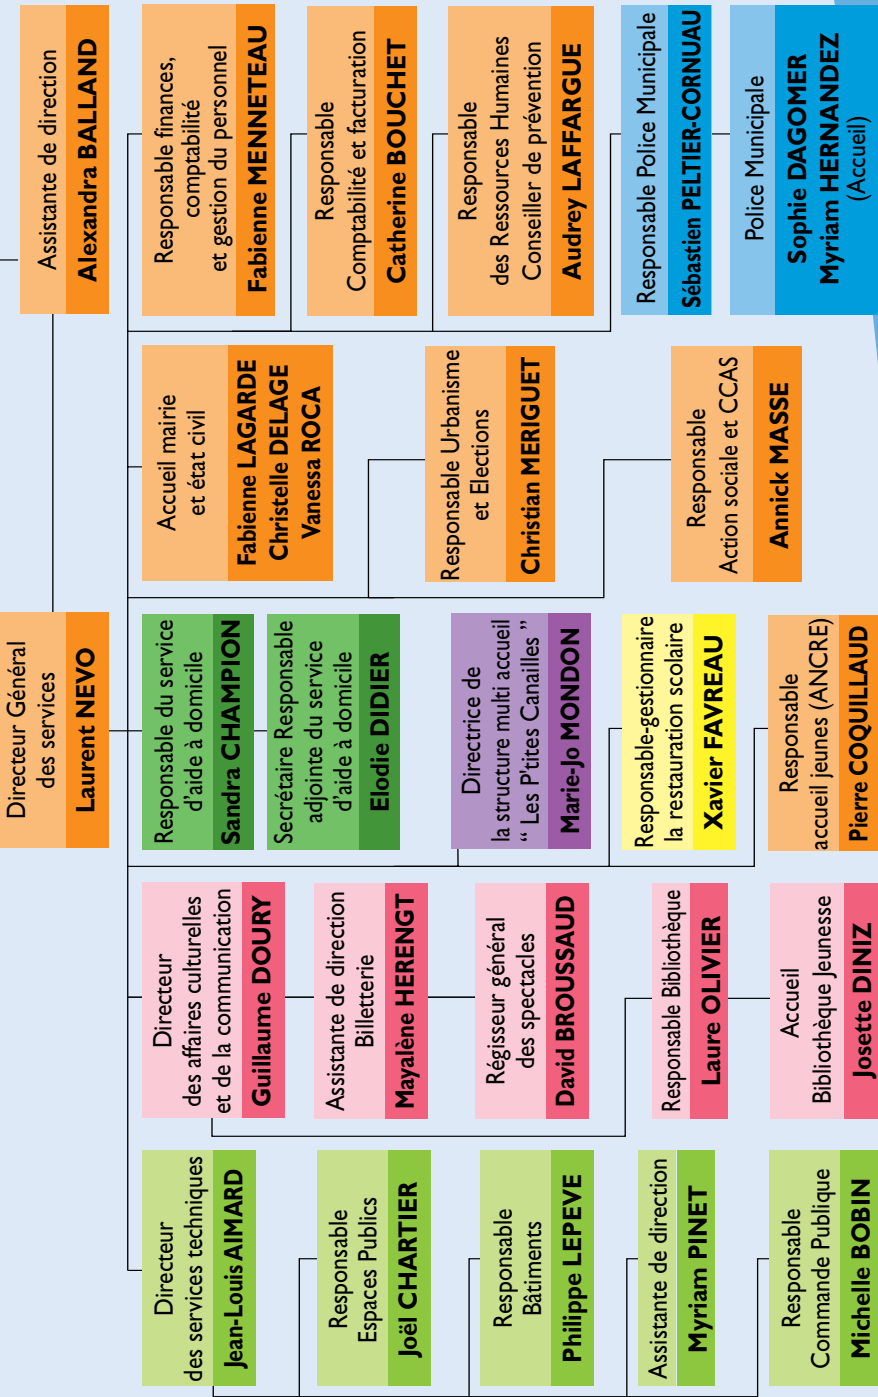 Directeur Général
des services
Laurent NEVO
Assistante de direction
Alexandra BALLAND
Directeur
des services techniques
Jean-Louis AIMARD
Responsable
Espaces Publics
Joël CHARTIER
Responsable
Bâtiments
Philippe LEPEVE
Assistante de direction
Myriam PINET
Responsable
Commande Publique
Michelle BOBIN
Directeur
des affaires culturelles
et de la communication
Guillaume DOURY
Assistante de direction
Billetterie
Mayalène HERENGT
Régisseur général
des spectacles
David BROUSSAUD
Responsable Bibliothèque
Laure OLIVIER
Accueil
Bibliothèque Jeunesse
Josette DINIZ
Responsable du service
d'aide à domicile
Sandra CHAMPION
Secrétaire Responsable
adjointe du service
d'aide à domicile
Elodie DIDIER
Directrice de
la structure multi accueil
“ Les P'tites Canailles ”
Marie-Jo MONDON
Responsable-gestionnaire
la restauration scolaire
Xavier FAVREAU
Responsable
accueil jeunes (ANCRE)
Pierre COQUILLAUD
Accueil mairie
et état civil
Fabienne LAGARDE
Christelle DELAGE
Vanessa ROCA
Responsable Urbanisme
et Elections
Christian MERIGUET
Responsable
Action sociale et CCAS
Annick MASSE
Responsable finances,
comptabilité
et gestion du personnel
Fabienne MENNETEAU
Responsable
Comptabilité et facturation
Catherine BOUCHET
Responsable
des Ressources Humaines
Conseiller de prévention
Audrey LAFFARGUE
Responsable Police Municipale
Sébastien PELTIER-CORNUAU
Police Municipale
Sophie DAGOMER
Myriam HERNANDEZ
(Accueil)